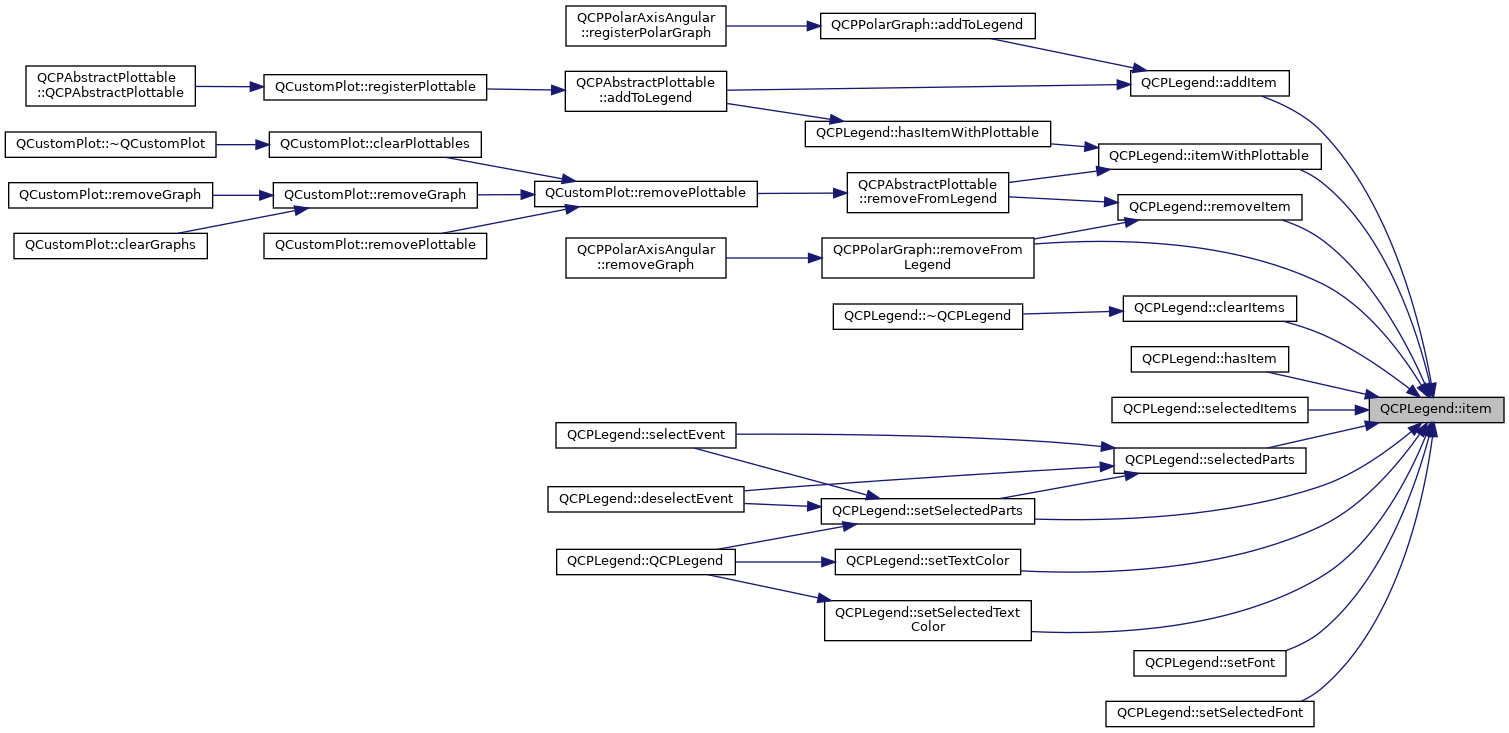 QCPPolarAxisAngular
::registerPolarGraph
QCPPolarGraph::addToLegend
QCPAbstractPlottable
::QCPAbstractPlottable
QCustomPlot::registerPlottable
QCPAbstractPlottable
::addToLegend
QCPLegend::addItem
QCPLegend::hasItemWithPlottable
QCustomPlot::~QCustomPlot
QCustomPlot::clearPlottables
QCPLegend::itemWithPlottable
QCustomPlot::removeGraph
QCustomPlot::removeGraph
QCustomPlot::removePlottable
QCPAbstractPlottable
::removeFromLegend
QCPLegend::removeItem
QCustomPlot::clearGraphs
QCustomPlot::removePlottable
QCPPolarAxisAngular
::removeGraph
QCPPolarGraph::removeFrom
Legend
QCPLegend::~QCPLegend
QCPLegend::clearItems
QCPLegend::hasItem
QCPLegend::selectedItems
QCPLegend::item
QCPLegend::selectEvent
QCPLegend::selectedParts
QCPLegend::deselectEvent
QCPLegend::setSelectedParts
QCPLegend::QCPLegend
QCPLegend::setTextColor
QCPLegend::setSelectedText
Color
QCPLegend::setFont
QCPLegend::setSelectedFont